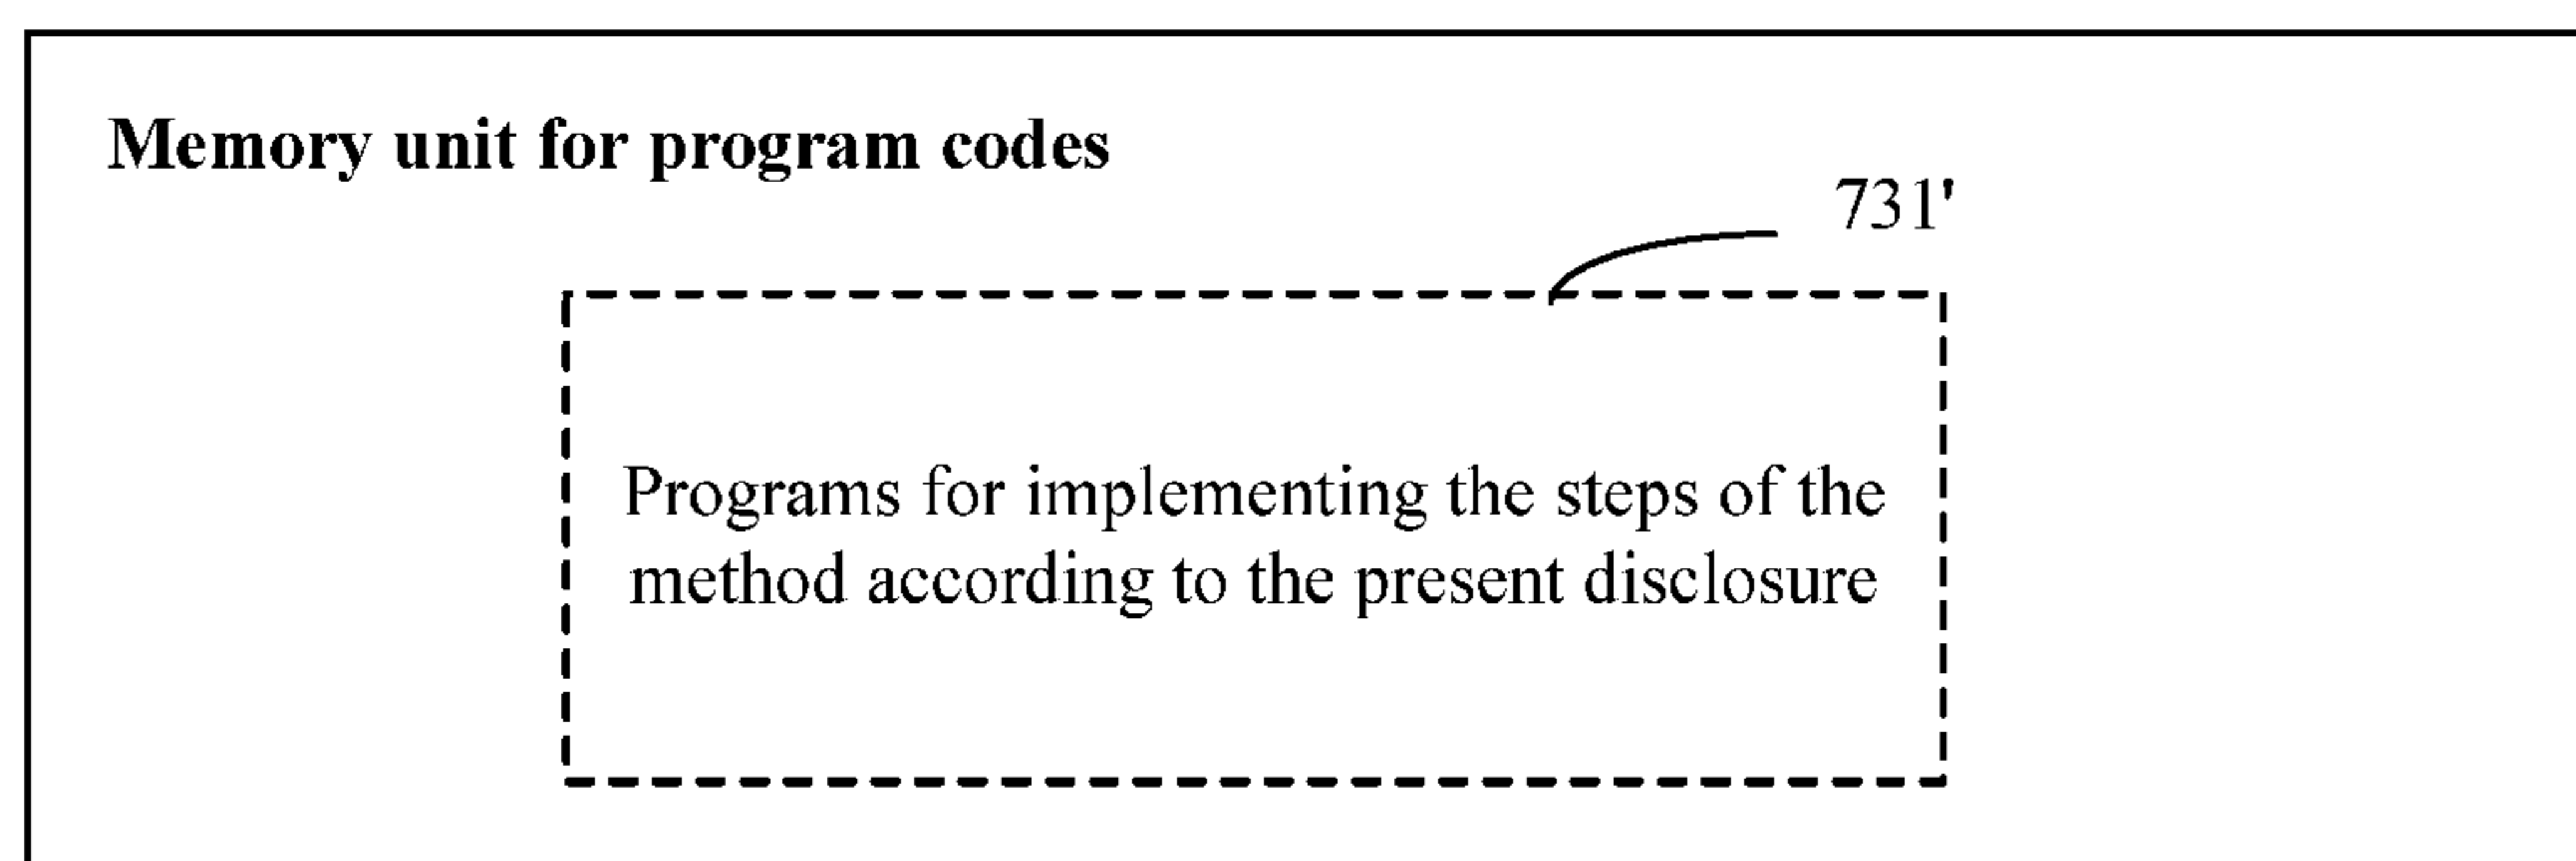 Memory unit for program codes
731'
Programs for implementing the steps of the
method according to the present disclosure